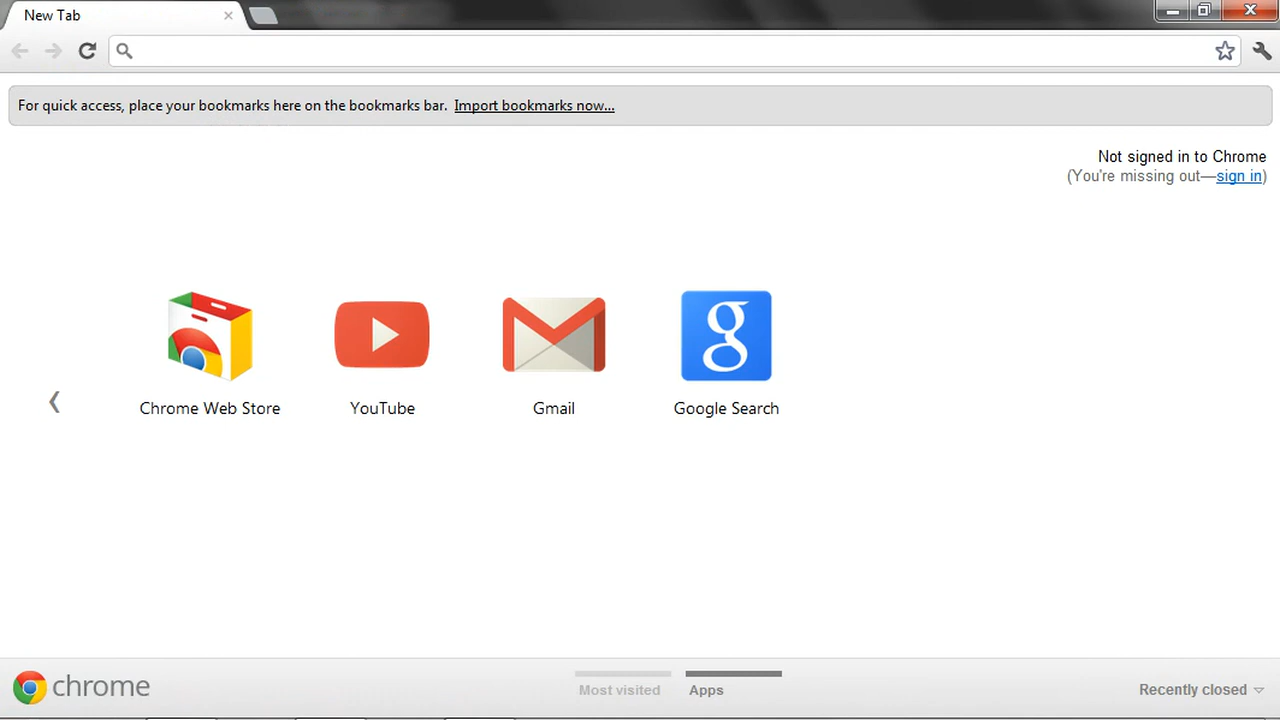 New Tab
For quick access, place your bookmarks here on the bookmarks bar. Import bookmarks now...
Not signed in to Chrome
(You're missing out—sign in)
Chrome Web Store YouTube Gmail Google Search
chrome Most visited Apps Recently closed